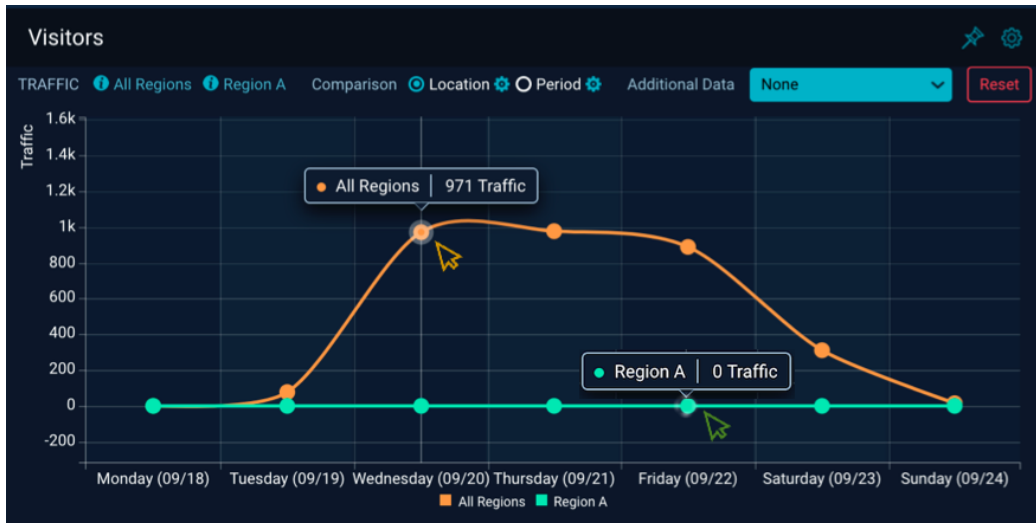 Visitors
TRAFFIC All Regions Region A Comparison Location Period Additional Data None Reset
Traffic
1.6k
1.4k
1.2k
1k
800
600
400
200
0
-200
All Regions 971 Traffic
Region A 0 Traffic
Monday (09/18) Tuesday (09/19) Wednesday (09/20) Thursday (09/21) Friday (09/22) Saturday (09/23) Sunday (09/24)
All Regions Region A